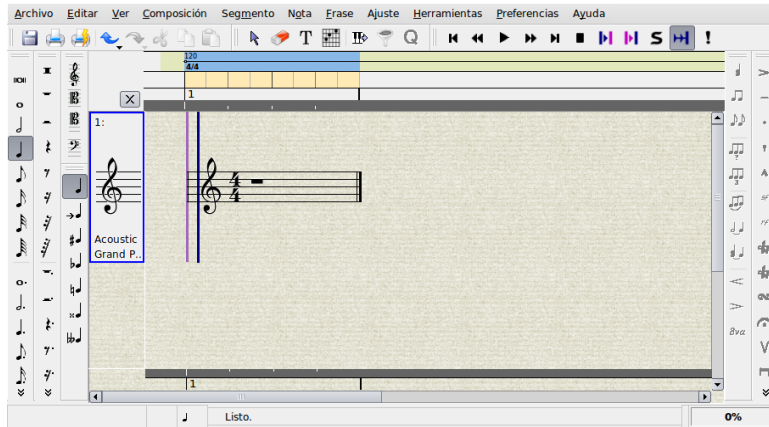 Archivo Editar Ver Composición Segmento Nota Frase Ajuste Herramientas Preferencias Ayuda
T Q S !
120
4/4
1
X
1:
Acoustic
Grand P..
8va
1
Listo.
0%